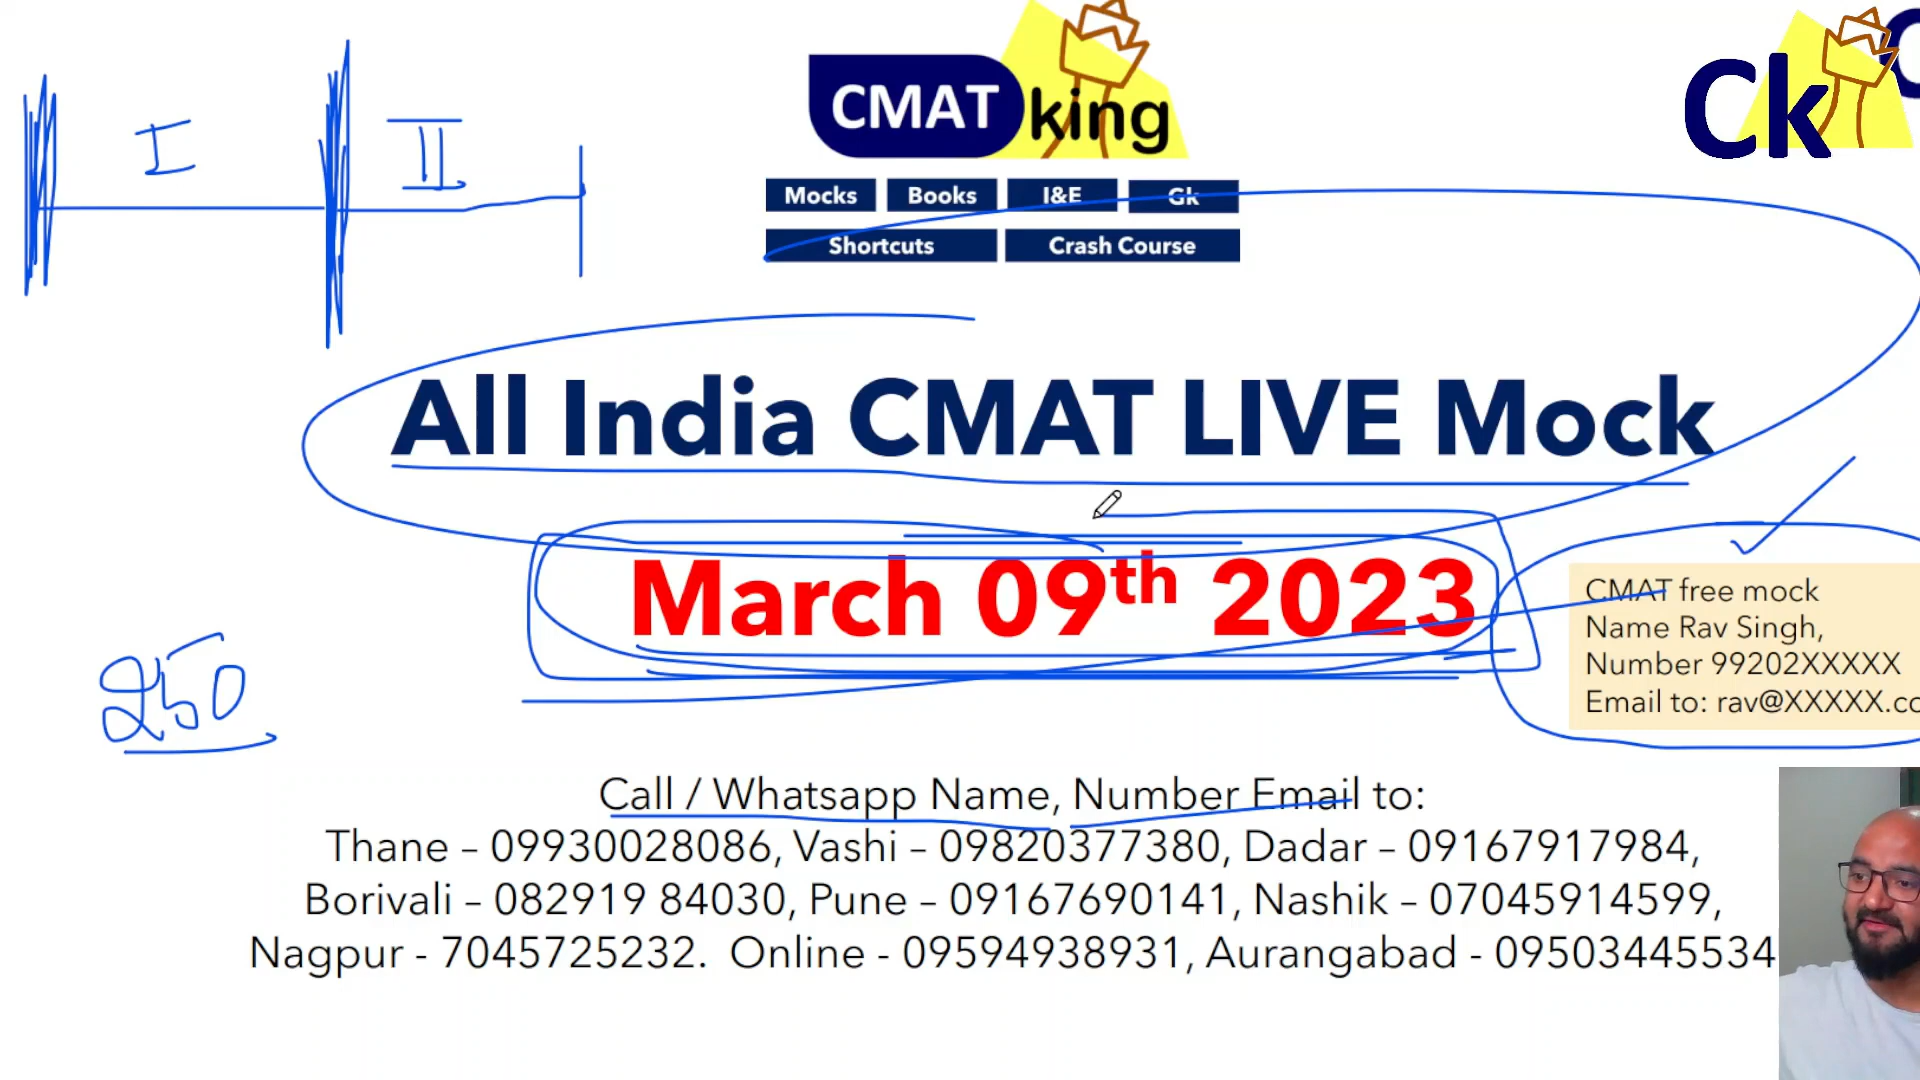 I II
CMAT king
Ck
Mocks Books I&E Gk
Shortcuts Crash Course
All India CMAT LIVE Mock
March 09th 2023
CMAT free mock
Name Rav Singh,
Number 99202XXXXX
Email to: rav@XXXXX.co
250
Call / Whatsapp Name, Number Email to:
Thane – 09930028086, Vashi – 09820377380, Dadar – 09167917984,
Borivali – 082919 84030, Pune – 09167690141, Nashik – 07045914599,
Nagpur - 7045725232. Online - 09594938931, Aurangabad - 09503445534